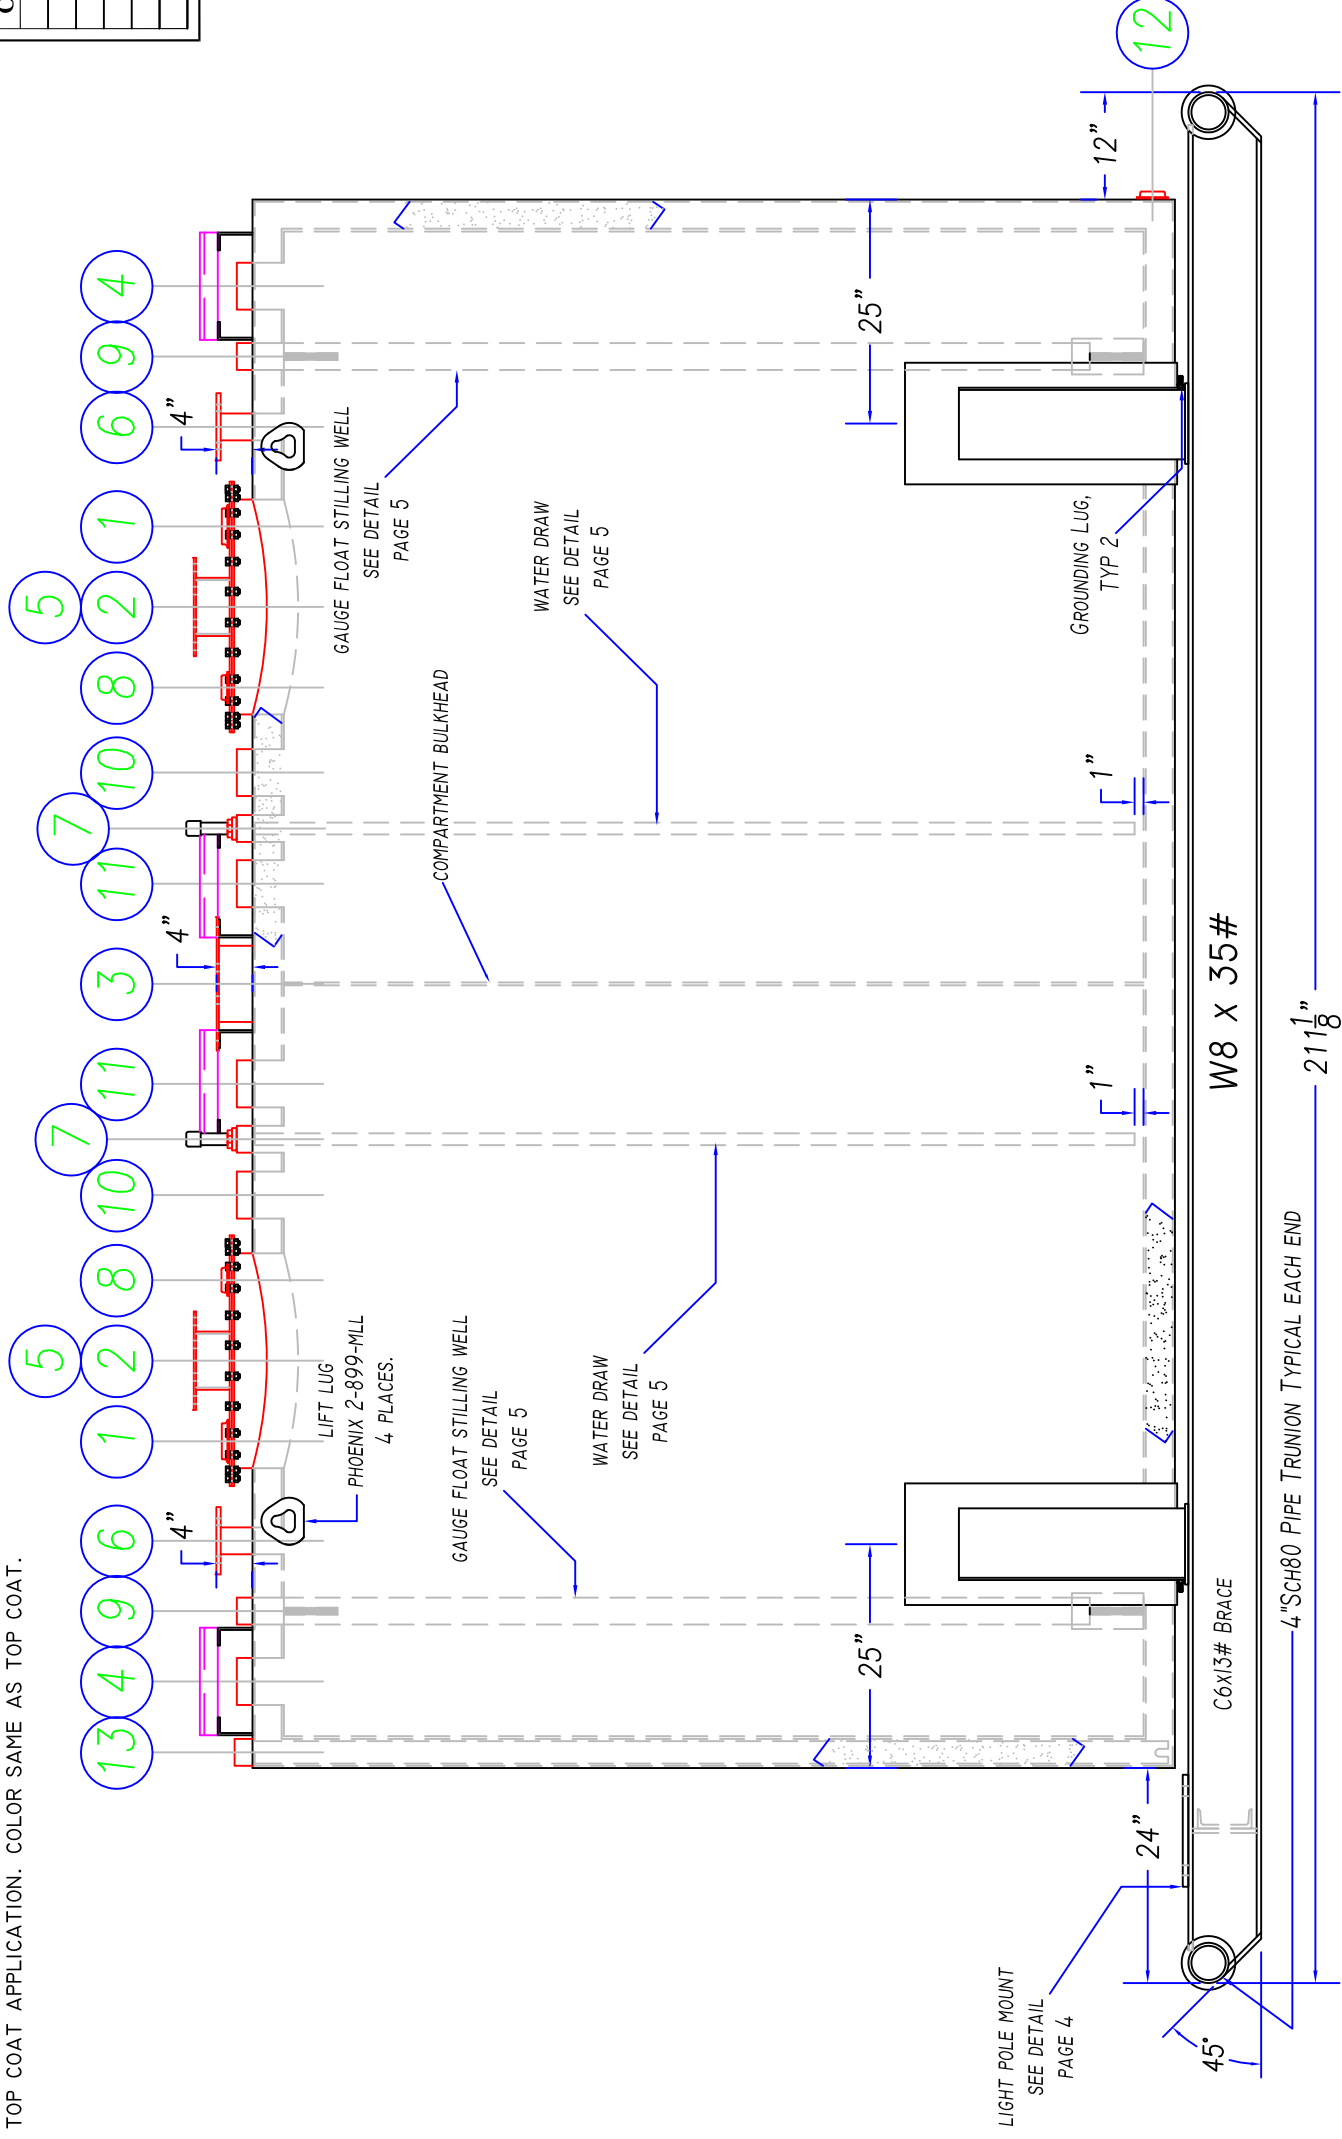 TOP COAT APPLICATION. COLOR SAME AS TOP COAT.
5
5
7
7
13
4
9
6
1
2
8
10
11
3
11
10
8
2
1
6
9
4
12
4"
4"
4"
LIFT LUG
PHOENIX 2-899-MLL
4 PLACES.
GAUGE FLOAT STILLING WELL
SEE DETAIL
PAGE 5
GAUGE FLOAT STILLING WELL
SEE DETAIL
PAGE 5
COMPARTMENT BULKHEAD
WATER DRAW
SEE DETAIL
PAGE 5
WATER DRAW
SEE DETAIL
PAGE 5
25"
25"
1"
1"
GROUNDING LUG,
TYP 2
12"
24"
LIGHT POLE MOUNT
SEE DETAIL
PAGE 4
45°
C6x13# BRACE
W8 x 35#
4"SCH80 PIPE TRUNION TYPICAL EACH END
211 1/8"